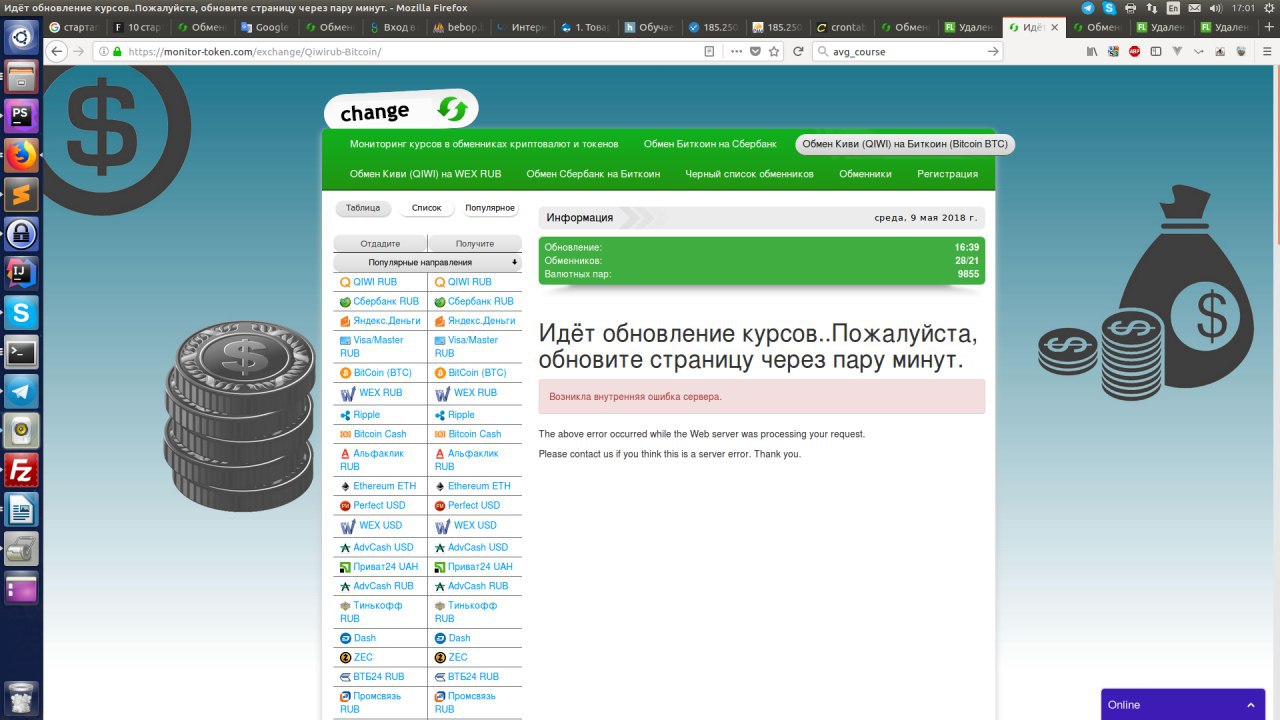 Идёт обновление курсов..Пожалуйста, обновите страницу через пару минут. - Mozilla Firefox
En
17:01
стартап
10 стар
Обмен
Google
Обмен
Вход в
bebop.l
Интерн
1. Това
Обучае
185.250
185.250
crontab
Обмен
Удален
Идёт
Обмен
Удален
Удален
https://monitor-token.com/exchange/Qiwirub-Bitcoin/
avg_course
change
Мониторинг курсов в обменниках криптовалют и токенов
Обмен Биткоин на Сбербанк
Обмен Киви (QIWI) на Биткоин (Bitcoin BTC)
Обмен Киви (QIWI) на WEX RUB
Обмен Сбербанк на Биткоин
Черный список обменников
Обменники
Регистрация
Таблица
Список
Популярное
Информация
среда, 9 мая 2018 г.
Отдадите
Получите
Популярные направления
Обновление: 16:39
Обменников: 28/21
Валютных пар: 9855
QIWI RUB QIWI RUB
Сбербанк RUB Сбербанк RUB
Яндекс.Деньги Яндекс.Деньги
Visa/Master Visa/Master
RUB RUB
BitCoin (BTC) BitCoin (BTC)
WEX RUB WEX RUB
Ripple Ripple
Bitcoin Cash Bitcoin Cash
Альфаклик Альфаклик
RUB RUB
Ethereum ETH Ethereum ETH
Perfect USD Perfect USD
WEX USD WEX USD
AdvCash USD AdvCash USD
Приват24 UAH Приват24 UAH
AdvCash RUB AdvCash RUB
Тинькофф Тинькофф
RUB RUB
Dash Dash
ZEC ZEC
ВТБ24 RUB ВТБ24 RUB
Промсвязь Промсвязь
RUB RUB
Идёт обновление курсов..Пожалуйста,
обновите страницу через пару минут.
Возникла внутренняя ошибка сервера.
The above error occurred while the Web server was processing your request.
Please contact us if you think this is a server error. Thank you.
Online